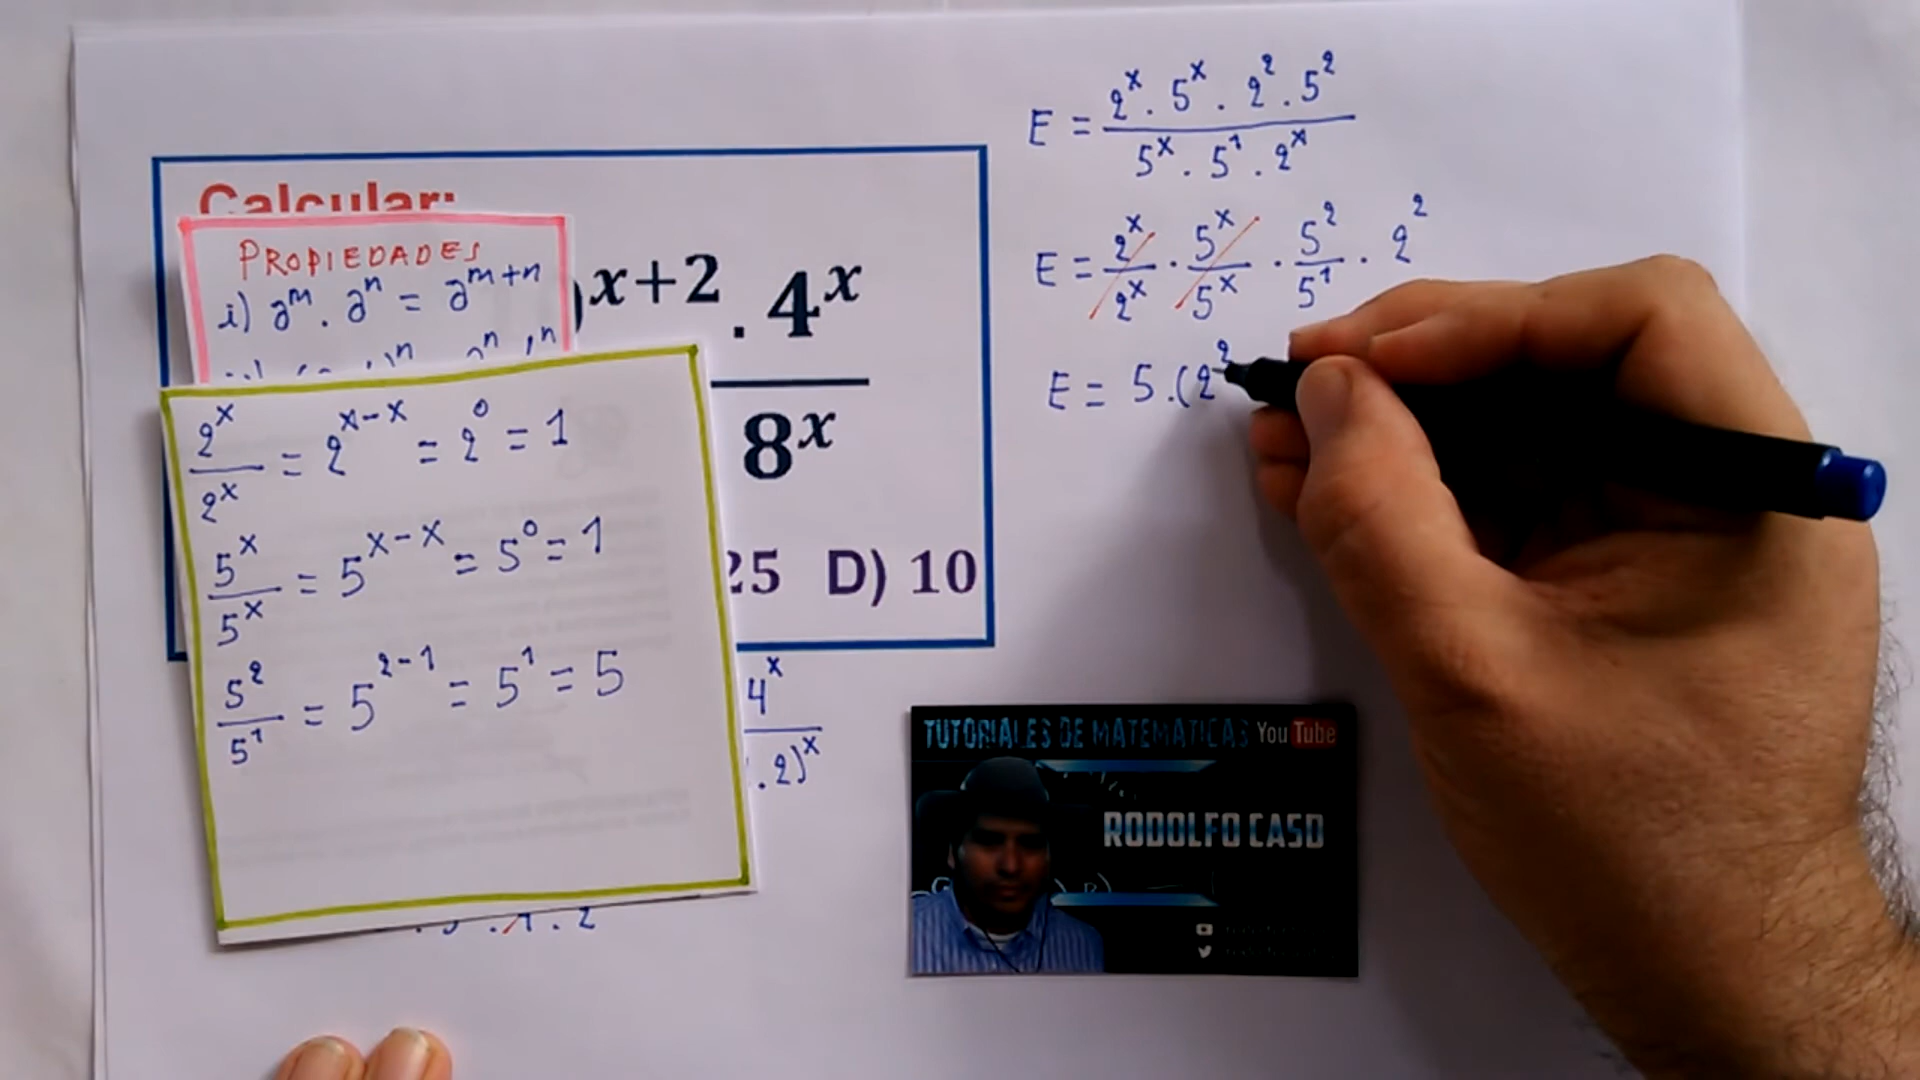 Calcular:
PROPIEDADES
i) a^m . a^n = a^{m+n}
)^{x+2} . 4^x
8^x
25 D) 10
2^x / 2^x = 2^{x-x} = 2^0 = 1
5^x / 5^x = 5^{x-x} = 5^0 = 1
5^2 / 5^1 = 5^{2-1} = 5^1 = 5
4^x
. 2)^x
. 1 . 2
E = 2^x . 5^x . 2^2 . 5^2 / 5^x . 5^1 . 2^x
E = 2^x / 2^x . 5^x / 5^x . 5^2 / 5^1 . 2^2
E = 5 . (2^2
TUTORIALES DE MATEMATICAS YouTube
RODOLFO CASO